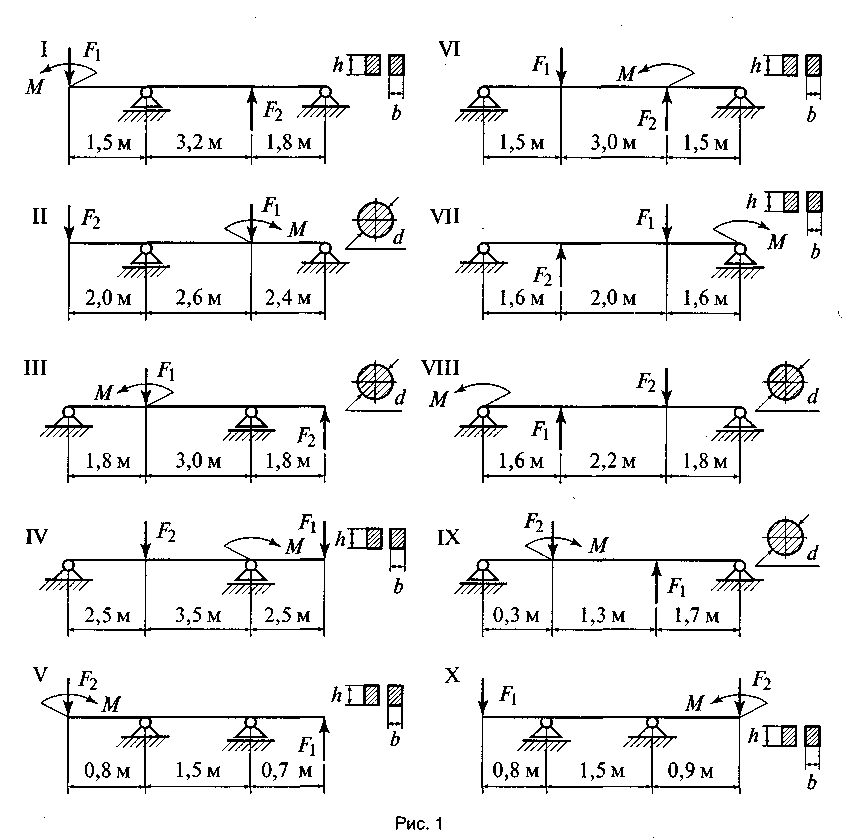 I F₁ M F₂ h b
1,5 м 3,2 м 1,8 м
II F₂ F₁ M d
2,0 м 2,6 м 2,4 м
III M F₁ F₂ d
1,8 м 3,0 м 1,8 м
IV F₂ M F₁ h b
2,5 м 3,5 м 2,5 м
V F₂ M F₁ h b
0,8 м 1,5 м 0,7 м
VI F₁ M F₂ h b
1,5 м 3,0 м 1,5 м
VII F₂ F₁ M h b
1,6 м 2,0 м 1,6 м
VIII M F₁ F₂ d
1,6 м 2,2 м 1,8 м
IX F₂ M F₁ d
0,3 м 1,3 м 1,7 м
X F₁ M F₂ h b
0,8 м 1,5 м 0,9 м
Рис. 1